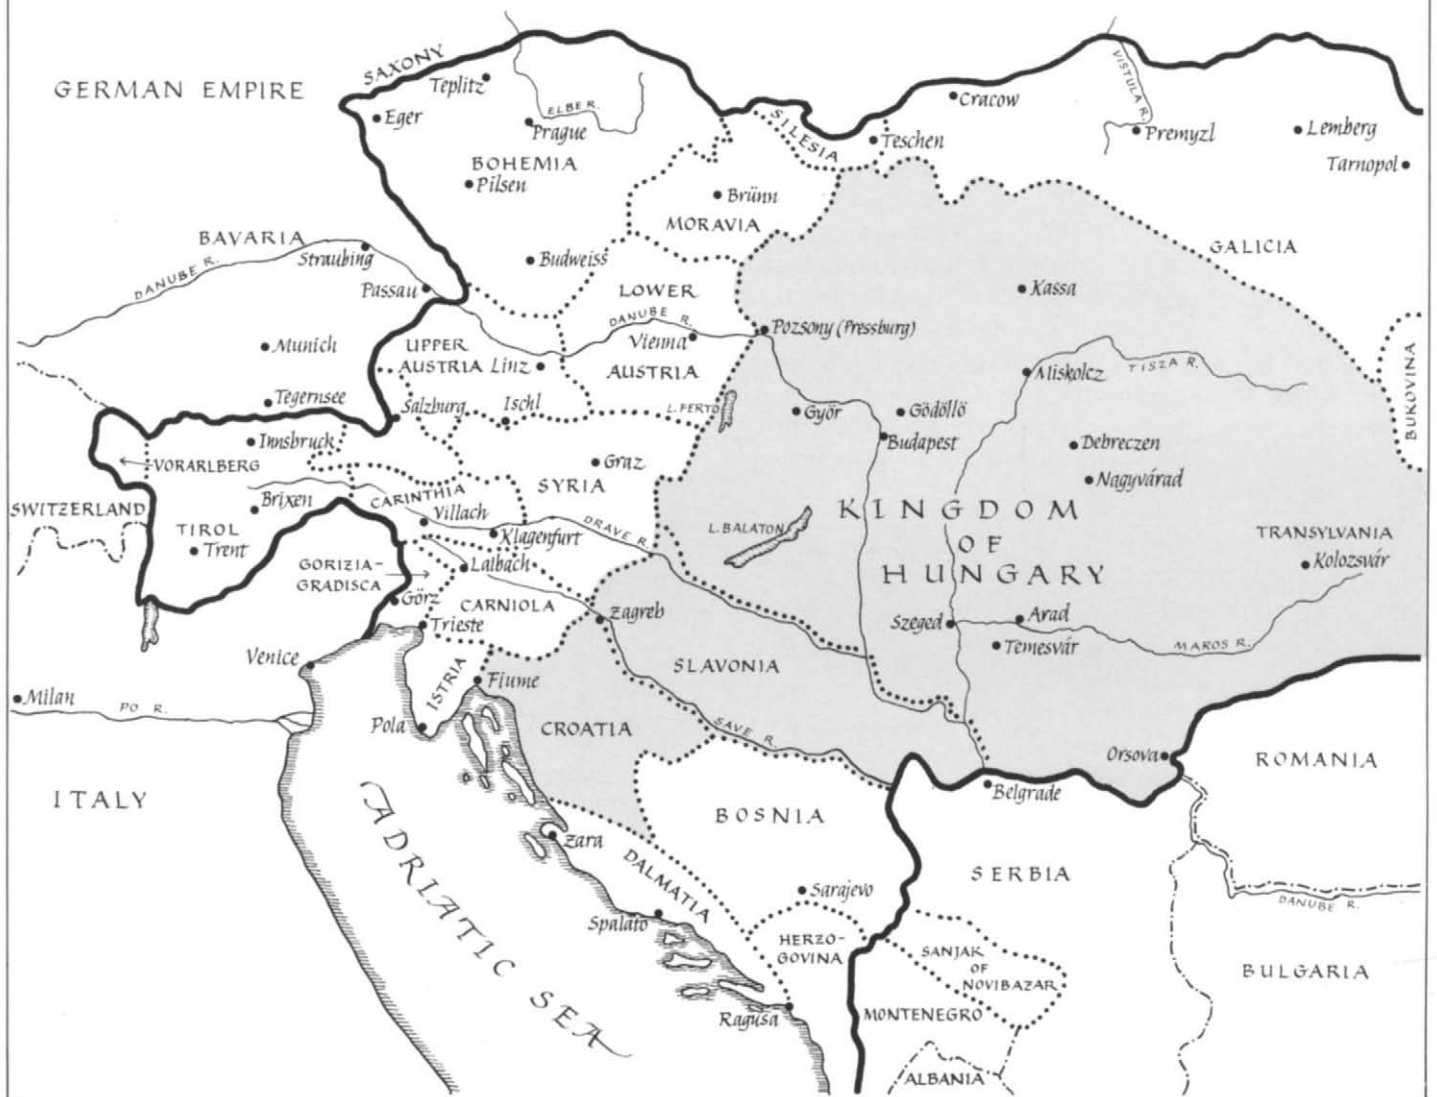 SAXONY
GERMAN EMPIRE
Teplitz
Eger
ELBE R.
Prague
BOHEMIA
Pilsen
SILESIA
Teschen
Cracow
VISTULA R.
Premyzl
Lemberg
Tarnopol
Brünn
MORAVIA
BAVARIA
Straubing
DANUBE R.
Passau
Budweiss
GALICIA
LOWER
DANUBE R.
Vienna
AUSTRIA
Kassa
Pozsony (Pressburg)
Munich
UPPER
AUSTRIA
Linz
Miskolcz
TISZA R.
BUKOVINA
Tegernsee
Salzburg
Ischl
L. FERTO
Györ
Gödöllö
Budapest
Debreczen
Innsbruck
VORARLBERG
Graz
SYRIA
Nagyvárad
SWITZERLAND
Brixen
CARINTHIA
Villach
TIROL
Trent
Klagenfurt
DRAVE R.
L. BALATON
KINGDOM
OF
HUNGARY
TRANSYLVANIA
Kolozsvár
GORIZIA-
GRADISCA
Laibach
Görz
CARNIOLA
Zagreb
Trieste
Szeged
Arad
Temesvár
MAROS R.
Venice
ISTRIA
Fiume
SLAVONIA
Milan
PO R.
Pola
CROATIA
SAVE R.
Orsova
ROMANIA
ITALY
Belgrade
BOSNIA
ADRIATIC SEA
Zara
DALMATIA
Sarajevo
SERBIA
DANUBE R.
Spalato
HERZO-
GOVINA
SANJAK
OF
NOVIBAZAR
BULGARIA
Ragusa
MONTENEGRO
ALBANIA